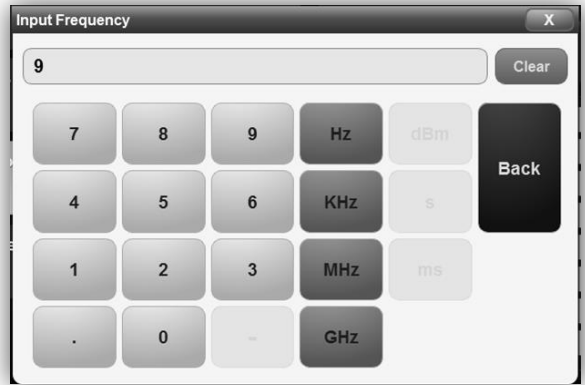 Input Frequency X
9 Clear
7 8 9 Hz dBm Back
4 5 6 KHz s
1 2 3 MHz ms
. 0 - GHz